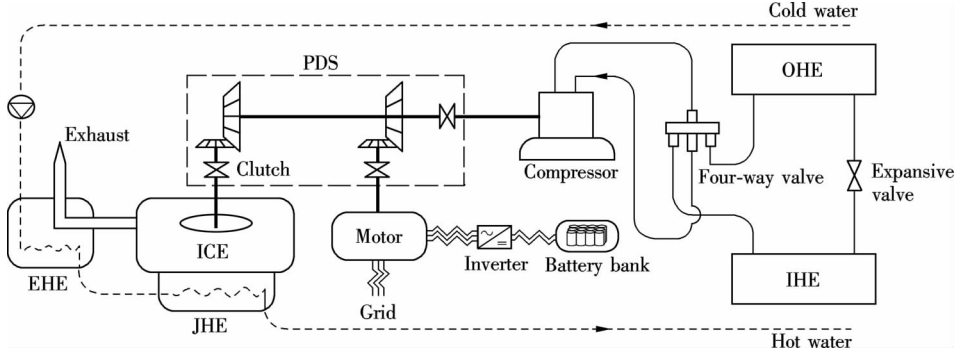 Cold water
PDS
OHE
Exhaust
Clutch
Compressor
Four-way valve
Expansive
valve
ICE
Motor
Inverter
Battery bank
IHE
EHE
JHE
Grid
Hot water